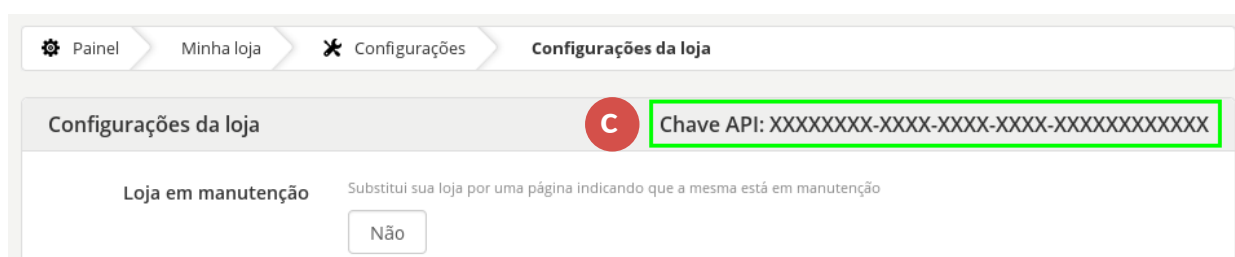 Painel Minha loja Configurações Configurações da loja
Configurações da loja C Chave API: XXXXXXXX-XXXX-XXXX-XXXX-XXXXXXXXXXXX
Loja em manutenção Substitui sua loja por uma página indicando que a mesma está em manutenção
Não